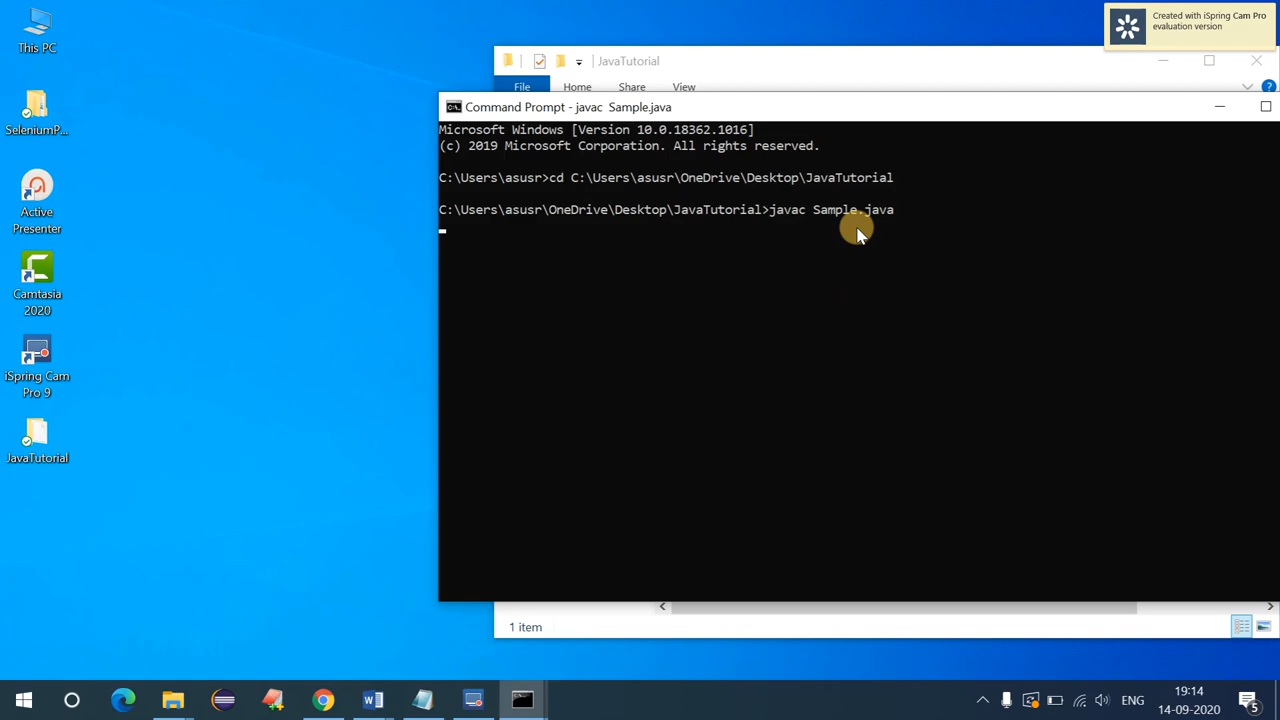 This PC
SeleniumP...
Active
Presenter
Camtasia
2020
iSpring Cam
Pro 9
JavaTutorial
Created with iSpring Cam Pro
evaluation version
JavaTutorial
File Home Share View
Command Prompt - javac Sample.java
Microsoft Windows [Version 10.0.18362.1016]
(c) 2019 Microsoft Corporation. All rights reserved.
C:\Users\asusr>cd C:\Users\asusr\OneDrive\Desktop\JavaTutorial
C:\Users\asusr\OneDrive\Desktop\JavaTutorial>javac Sample.java
1 item
ENG
19:14
14-09-2020
5